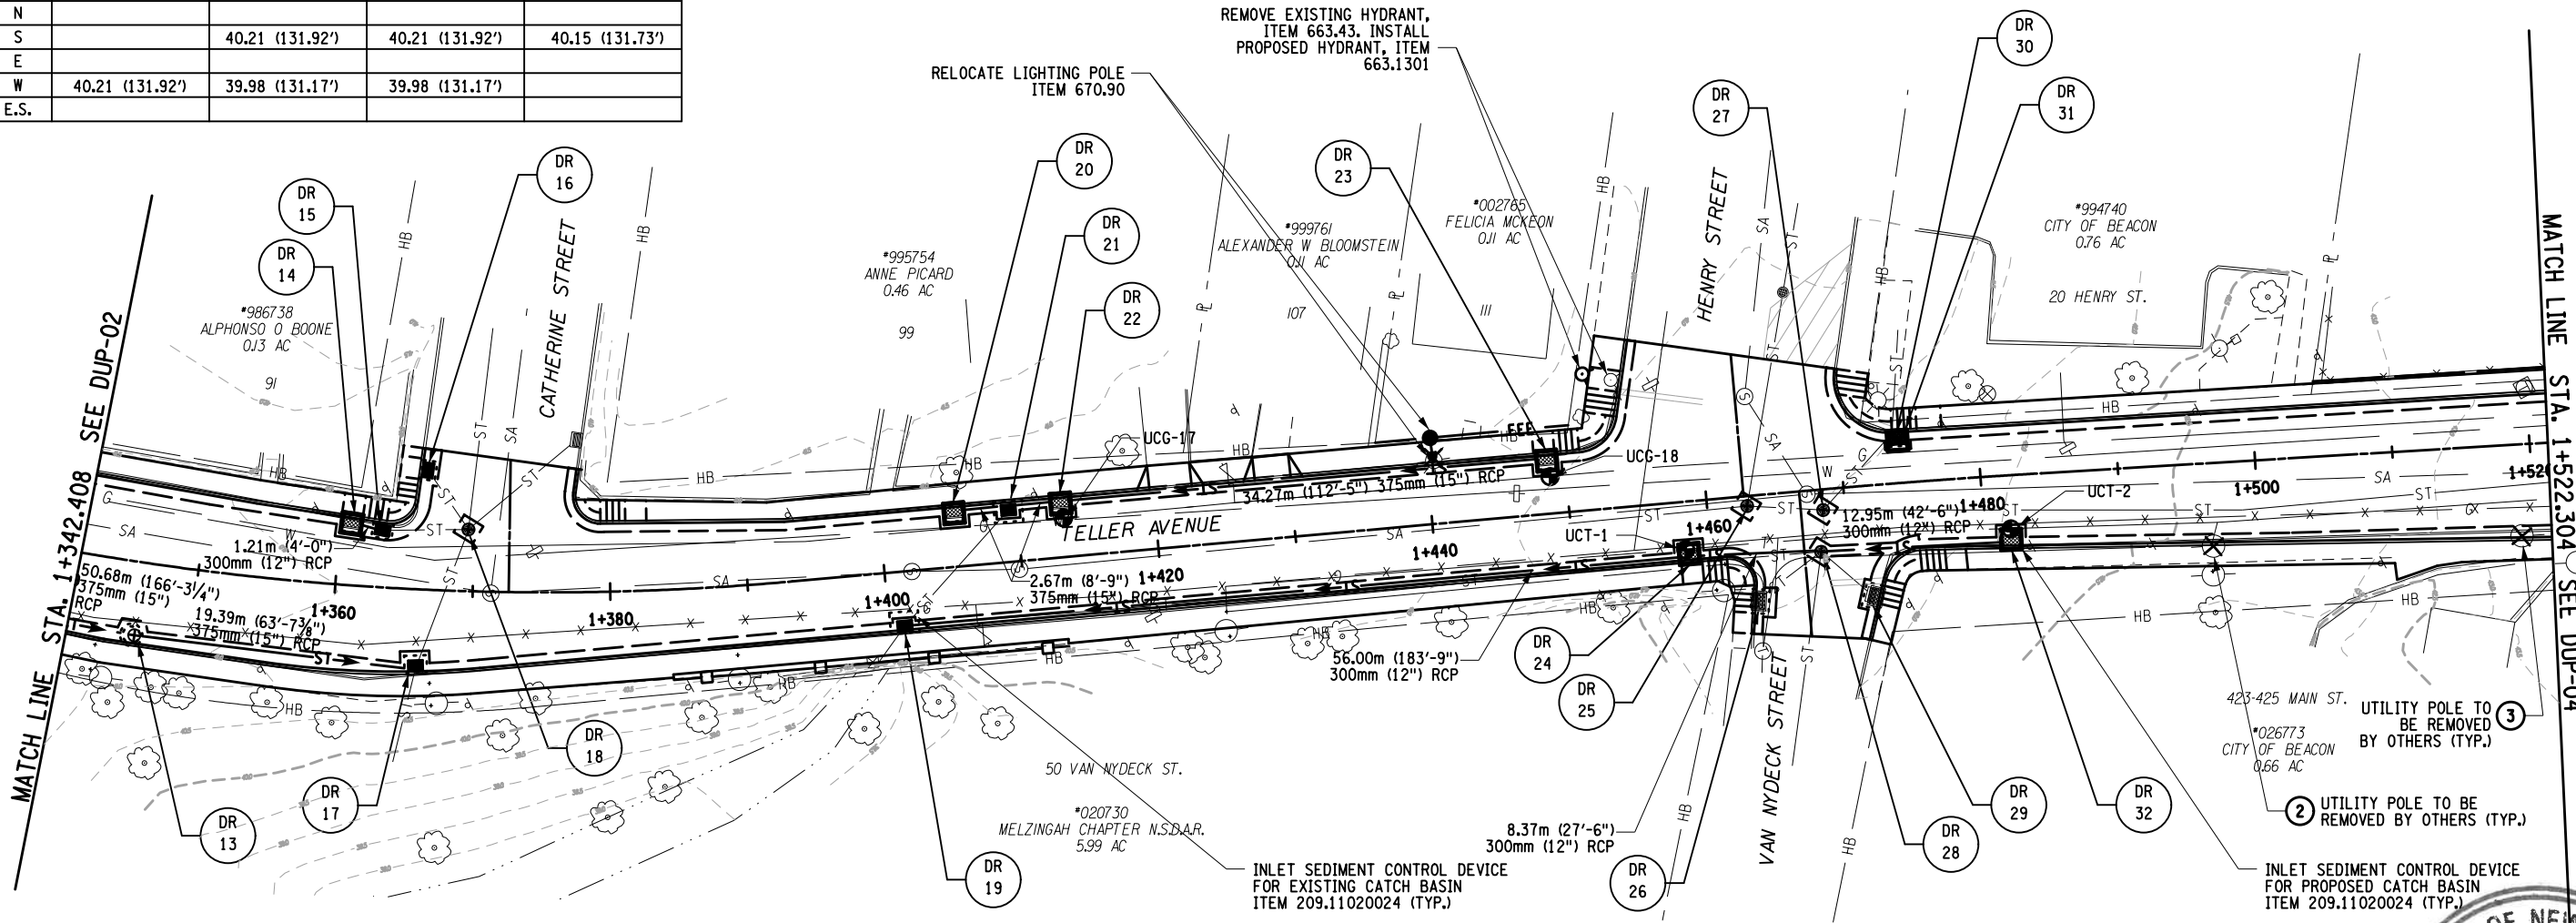 N
S 40.21 (131.92') 40.21 (131.92') 40.15 (131.73')
E
W 40.21 (131.92') 39.98 (131.17') 39.98 (131.17')
E.S.
REMOVE EXISTING HYDRANT,
ITEM 663.43. INSTALL
PROPOSED HYDRANT, ITEM
663.1301
RELOCATE LIGHTING POLE
ITEM 670.90
DR
30
DR
31
DR
27
DR
23
DR
20
DR
21
DR
22
DR
16
DR
15
DR
14
CATHERINE STREET
HENRY STREET
#986738
ALPHONSO O BOONE
0.13 AC
91
#995754
ANNE PICARD
0.46 AC
99
#999761
ALEXANDER W BLOOMSTEIN
0.11 AC
107
#002765
FELICIA MCKEON
0.11 AC
111
#994740
CITY OF BEACON
0.76 AC
20 HENRY ST.
MATCH LINE STA. 1+342.408 SEE DUP-02
MATCH LINE STA. 1+522.304 SEE DUP-04
UCG-17
UCG-18
TELLER AVENUE
34.27m (112'-5") 375mm (15") RCP
UCT-1
UCT-2
12.95m (42'-6")
300mm (12") RCP
1.21m (4'-0")
300mm (12") RCP
50.68m (166'-3¼")
375mm (15")
RCP
19.39m (63'-7⅜")
375mm (15") RCP
2.67m (8'-9")
375mm (15") RCP
1+360
1+380
1+400
1+420
1+440
1+460
1+480
1+500
1+520
56.00m (183'-9")
300mm (12") RCP
DR
24
DR
25
DR
18
DR
17
DR
13
DR
19
50 VAN NYDECK ST.
#020730
MELZINGAH CHAPTER N.S.D.A.R.
5.99 AC
VAN NYDECK STREET
8.37m (27'-6")
300mm (12") RCP
DR
26
DR
28
DR
29
DR
32
423-425 MAIN ST.
#026773
CITY OF BEACON
0.66 AC
UTILITY POLE TO
BE REMOVED
BY OTHERS (TYP.)
3
2
UTILITY POLE TO BE
REMOVED BY OTHERS (TYP.)
INLET SEDIMENT CONTROL DEVICE
FOR EXISTING CATCH BASIN
ITEM 209.11020024 (TYP.)
INLET SEDIMENT CONTROL DEVICE
FOR PROPOSED CATCH BASIN
ITEM 209.11020024 (TYP.)
OF NEW